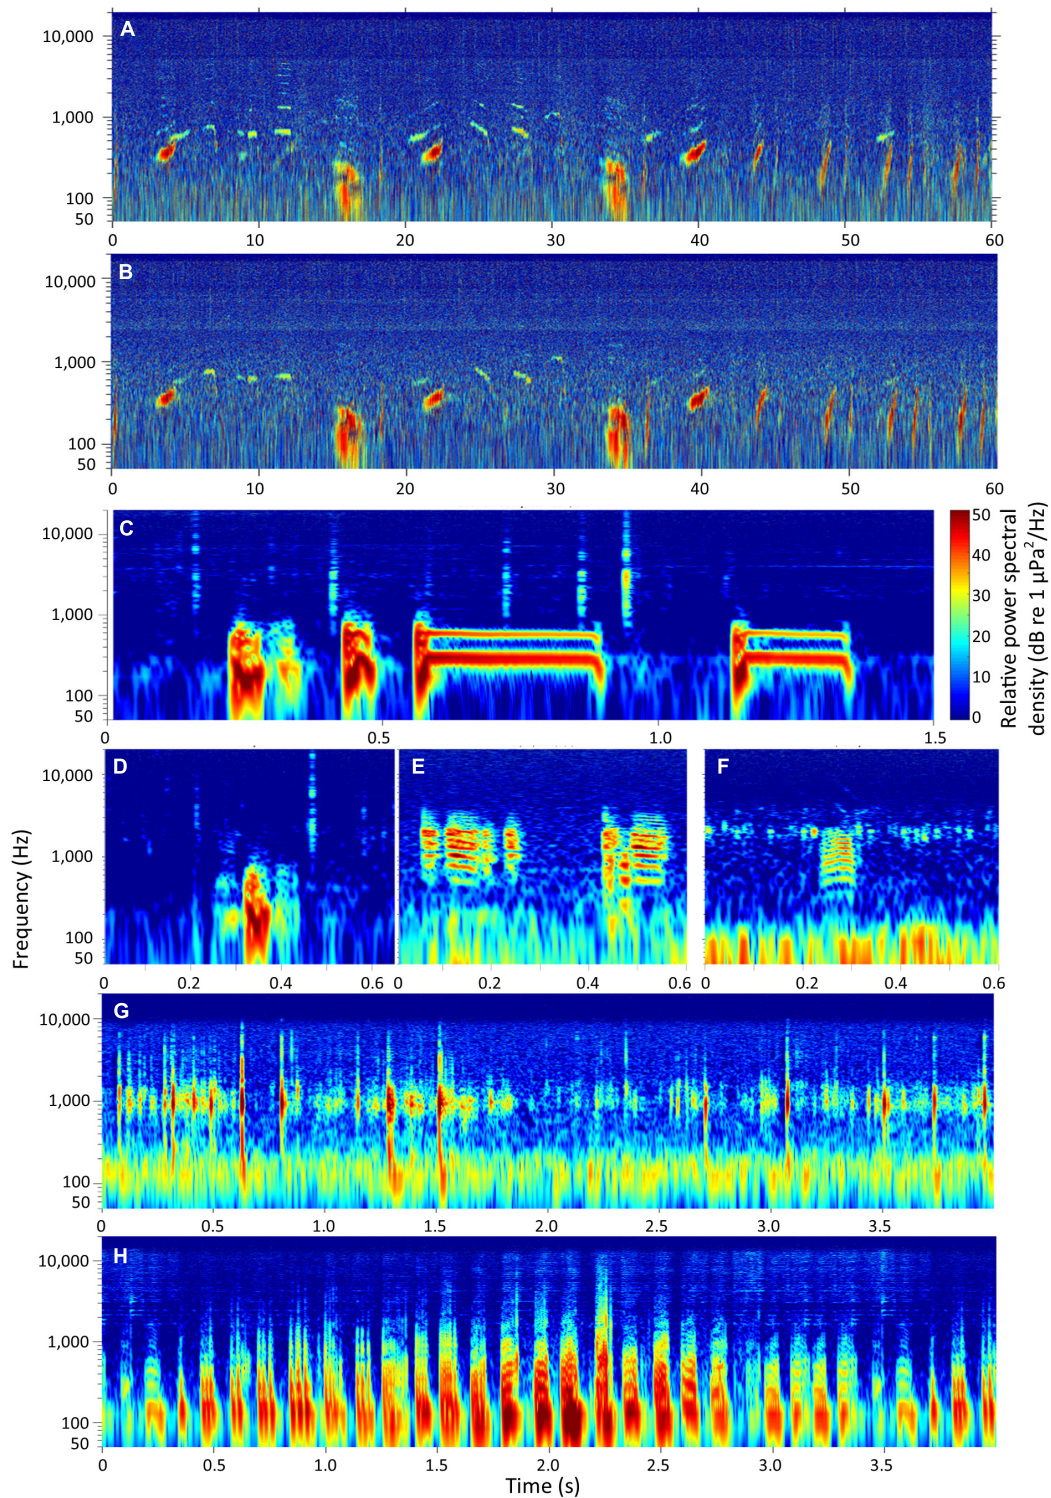 A
10,000
1,000
100
50
0 10 20 30 40 50 60
B
10,000
1,000
100
50
0 10 20 30 40 50 60
C
10,000
1,000
100
50
0 0.5 1.0 1.5
50
40
30
20
10
0
Relative power spectral
density (dB re 1 µPa²/Hz)
D E F
10,000
1,000
100
50
0 0.2 0.4 0.6 0 0.2 0.4 0.6 0 0.2 0.4 0.6
Frequency (Hz)
G
10,000
1,000
100
50
0 0.5 1.0 1.5 2.0 2.5 3.0 3.5
H
10,000
1,000
100
50
0 0.5 1.0 1.5 2.0 2.5 3.0 3.5
Time (s)